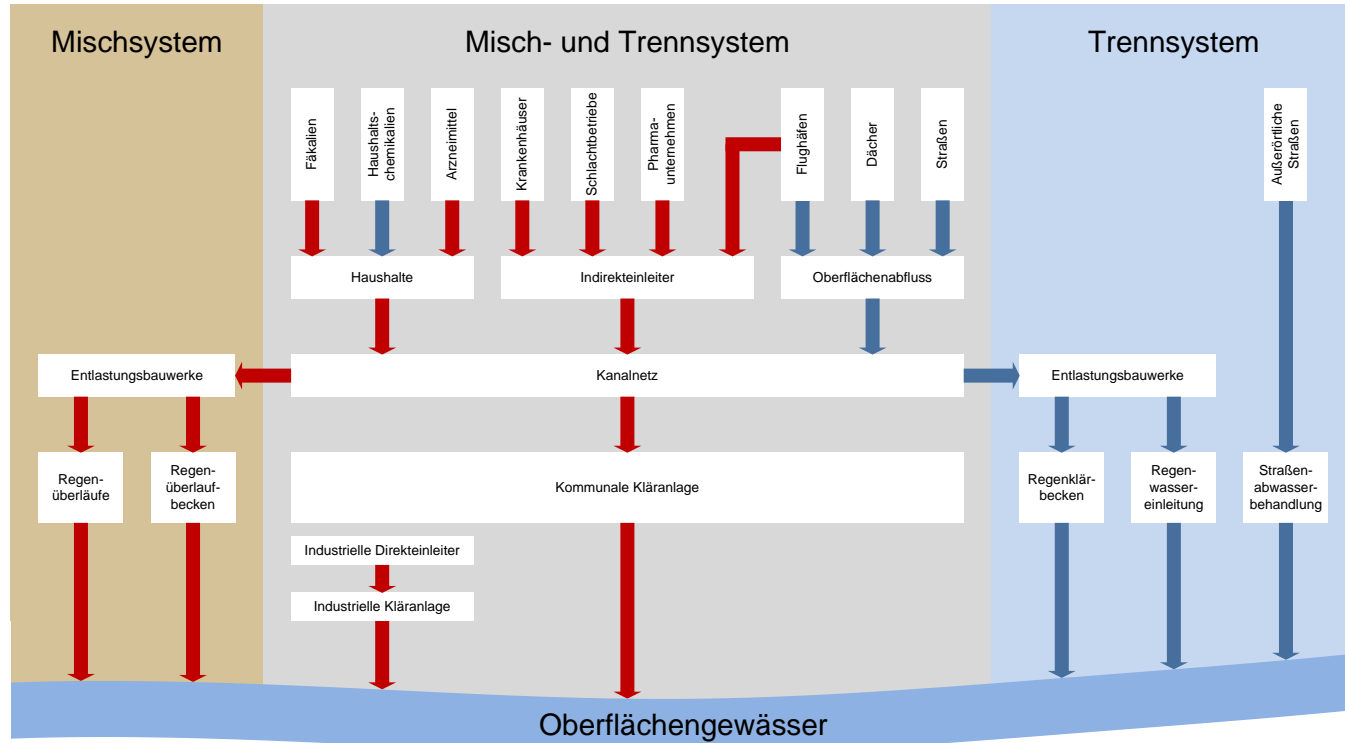 Mischsystem
Misch- und Trennsystem
Trennsystem
Fäkalien
Haushalts-
chemikalien
Arzneimittel
Krankenhäuser
Schlachtbetriebe
Pharma-
unternehmen
Flughäfen
Dächer
Straßen
Außerörtliche
Straßen
Haushalte
Indirekteinleiter
Oberflächenabfluss
Entlastungsbauwerke
Kanalnetz
Entlastungsbauwerke
Regen-
überläufe
Regen-
überlauf-
becken
Kommunale Kläranlage
Regenklär-
becken
Regen-
wasser-
einleitung
Straßen-
abwasser-
behandlung
Industrielle Direkteinleiter
Industrielle Kläranlage
Oberflächengewässer